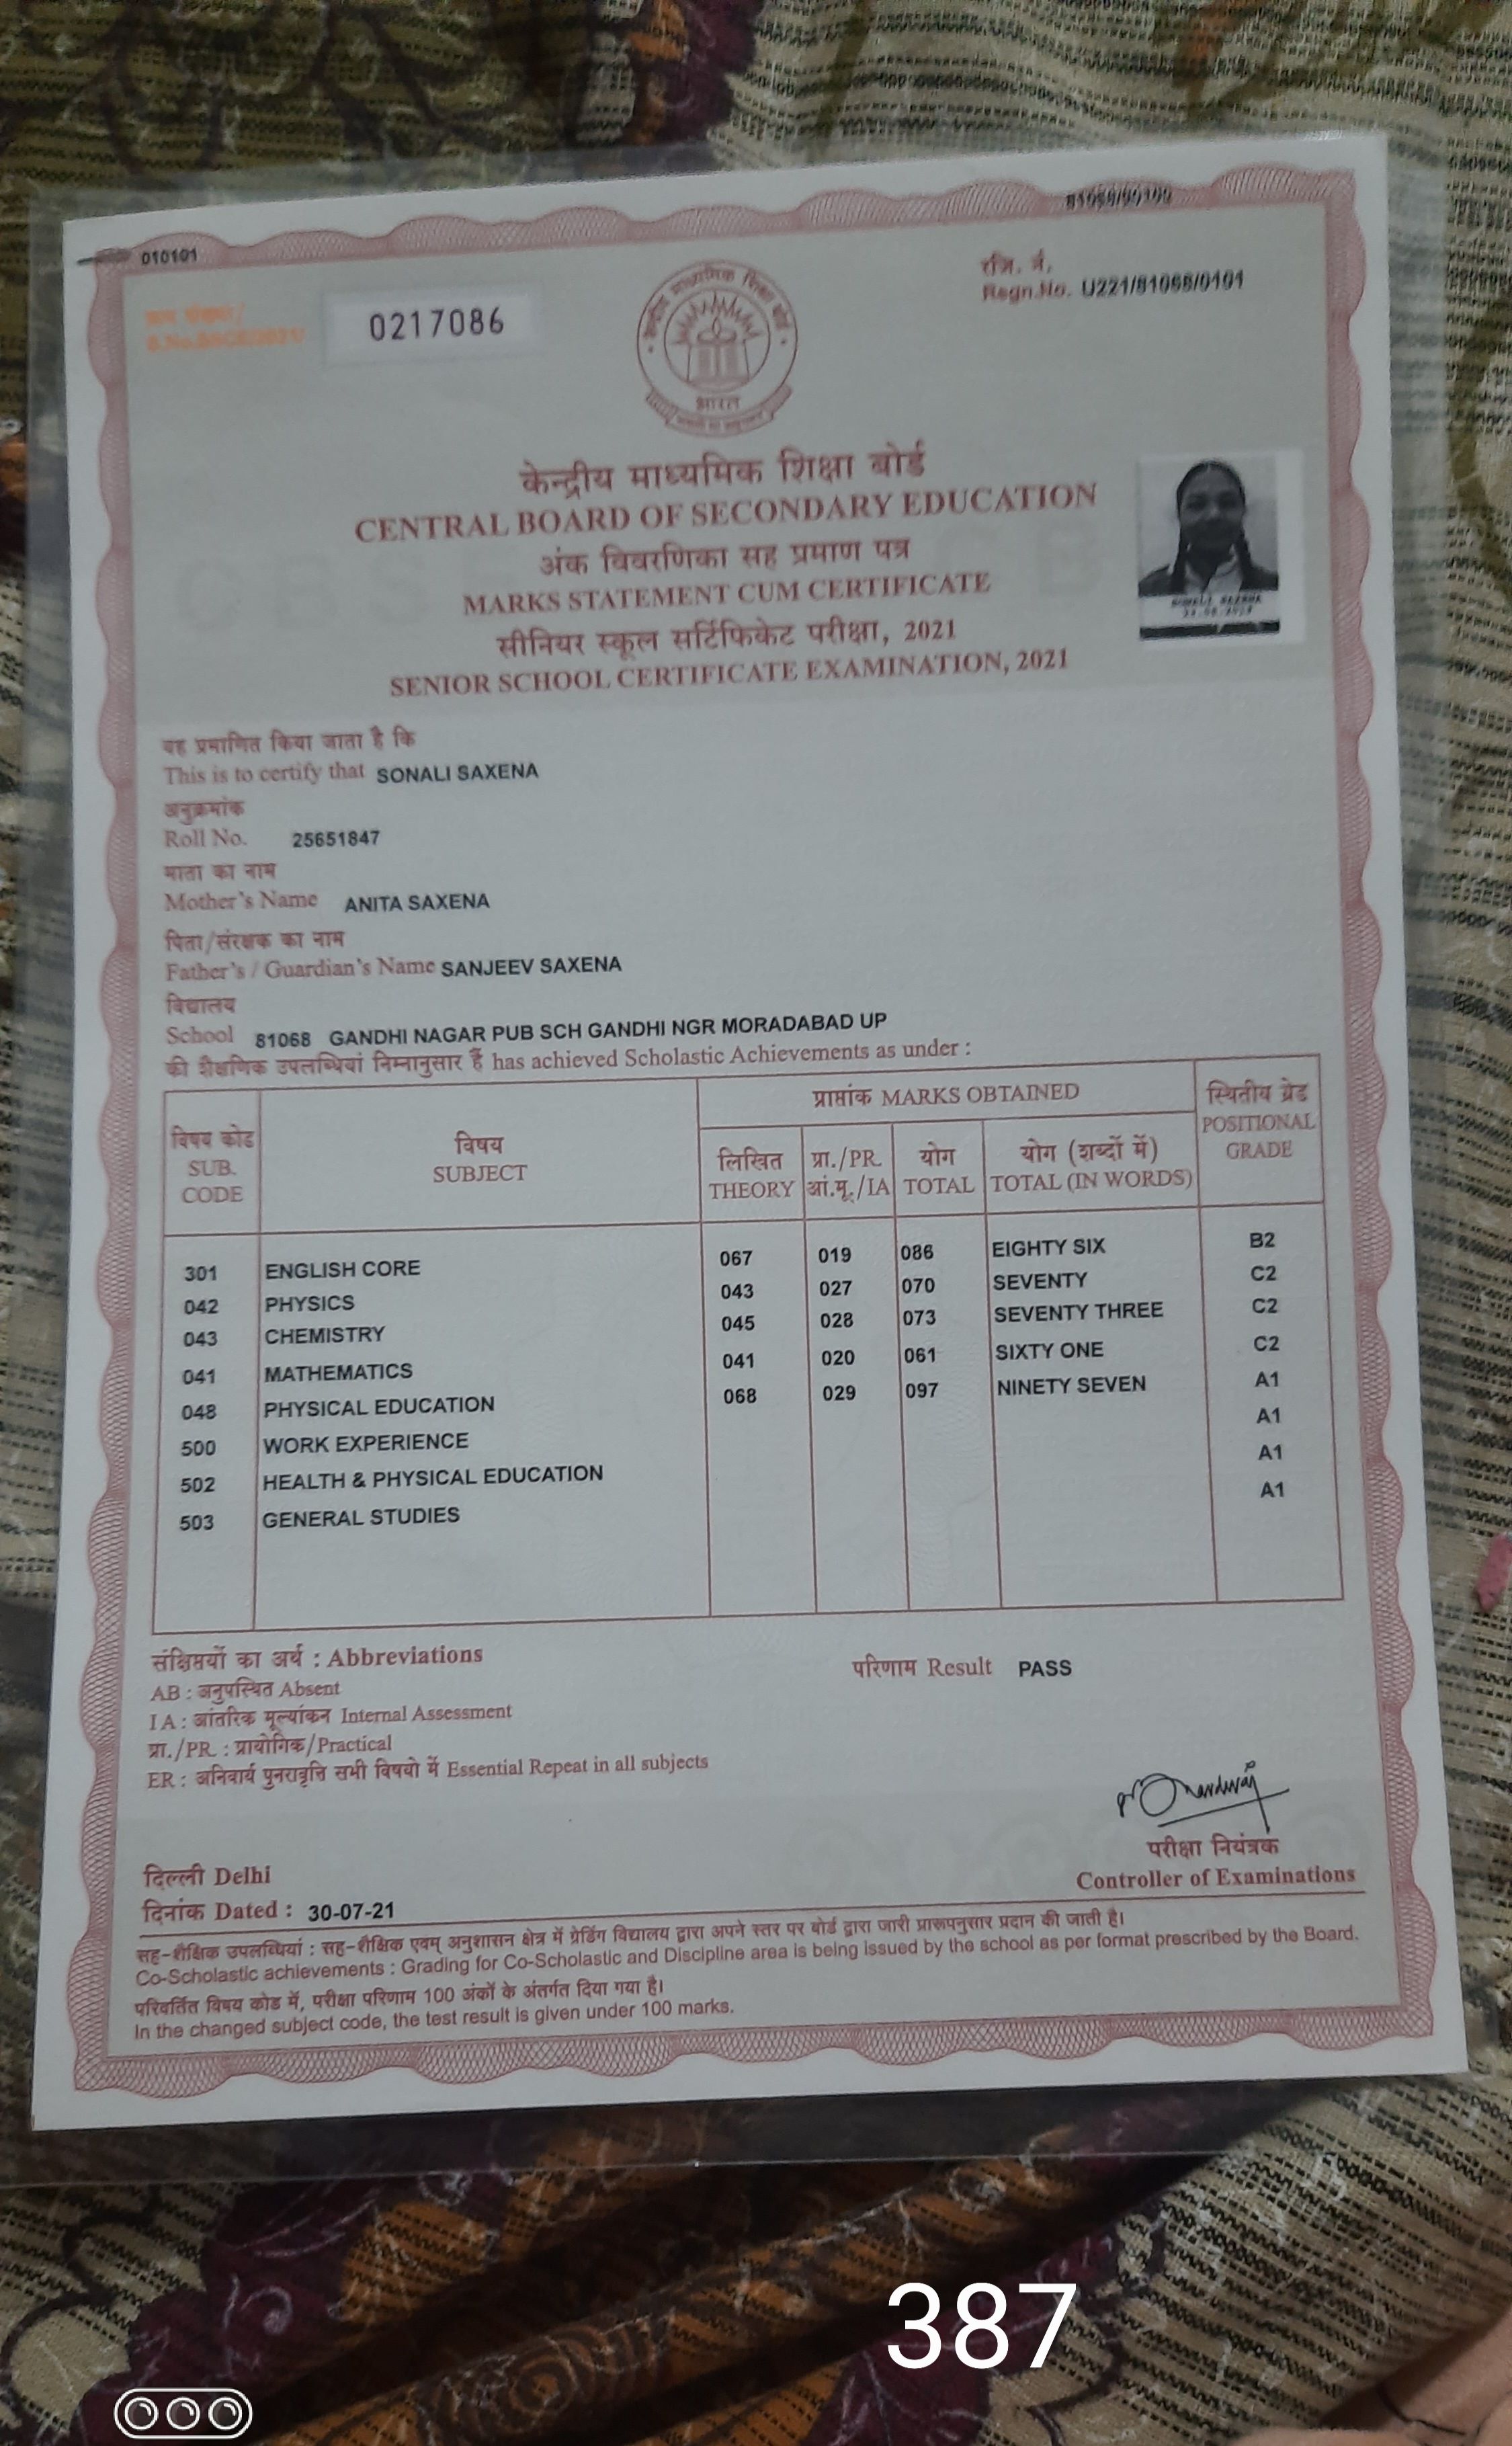 010101
81068/90100
0217086
रजि. नं.
Regn.No. U221/81068/0101
भारत
केन्द्रीय माध्यमिक शिक्षा बोर्ड
CENTRAL BOARD OF SECONDARY EDUCATION
अंक विवरणिका सह प्रमाण पत्र
MARKS STATEMENT CUM CERTIFICATE
सीनियर स्कूल सर्टिफिकेट परीक्षा, 2021
SENIOR SCHOOL CERTIFICATE EXAMINATION, 2021
SONALI SAXENA
यह प्रमाणित किया जाता है कि
This is to certify that SONALI SAXENA
अनुक्रमांक
Roll No. 25651847
माता का नाम
Mother's Name ANITA SAXENA
पिता/संरक्षक का नाम
Father's / Guardian's Name SANJEEV SAXENA
विद्यालय
School 81068 GANDHI NAGAR PUB SCH GANDHI NGR MORADABAD UP
की शैक्षणिक उपलब्धियां निम्नानुसार हैं has achieved Scholastic Achievements as under :
विषय कोड
SUB.
CODE
विषय
SUBJECT
प्राप्तांक MARKS OBTAINED
लिखित
THEORY
प्रा./PR.
आं.मू./IA
योग
TOTAL
योग (शब्दों में)
TOTAL (IN WORDS)
स्थितीय ग्रेड
POSITIONAL
GRADE
301 ENGLISH CORE 067 019 086 EIGHTY SIX B2
042 PHYSICS 043 027 070 SEVENTY C2
043 CHEMISTRY 045 028 073 SEVENTY THREE C2
041 MATHEMATICS 041 020 061 SIXTY ONE C2
048 PHYSICAL EDUCATION 068 029 097 NINETY SEVEN A1
500 WORK EXPERIENCE A1
502 HEALTH & PHYSICAL EDUCATION A1
503 GENERAL STUDIES A1
संक्षिप्तयों का अर्थ : Abbreviations
AB : अनुपस्थित Absent
IA : आंतरिक मूल्यांकन Internal Assessment
प्रा./PR. : प्रायोगिक/Practical
ER : अनिवार्य पुनरावृत्ति सभी विषयो में Essential Repeat in all subjects
परिणाम Result PASS
परीक्षा नियंत्रक
Controller of Examinations
दिल्ली Delhi
दिनांक Dated : 30-07-21
सह-शैक्षिक उपलब्धियां : सह-शैक्षिक एवम् अनुशासन क्षेत्र में ग्रेडिंग विद्यालय द्वारा अपने स्तर पर बोर्ड द्वारा जारी प्रारूपनुसार प्रदान की जाती है।
Co-Scholastic achievements : Grading for Co-Scholastic and Discipline area is being issued by the school as per format prescribed by the Board.
परिवर्तित विषय कोड में, परीक्षा परिणाम 100 अंकों के अंतर्गत दिया गया है।
In the changed subject code, the test result is given under 100 marks.
387